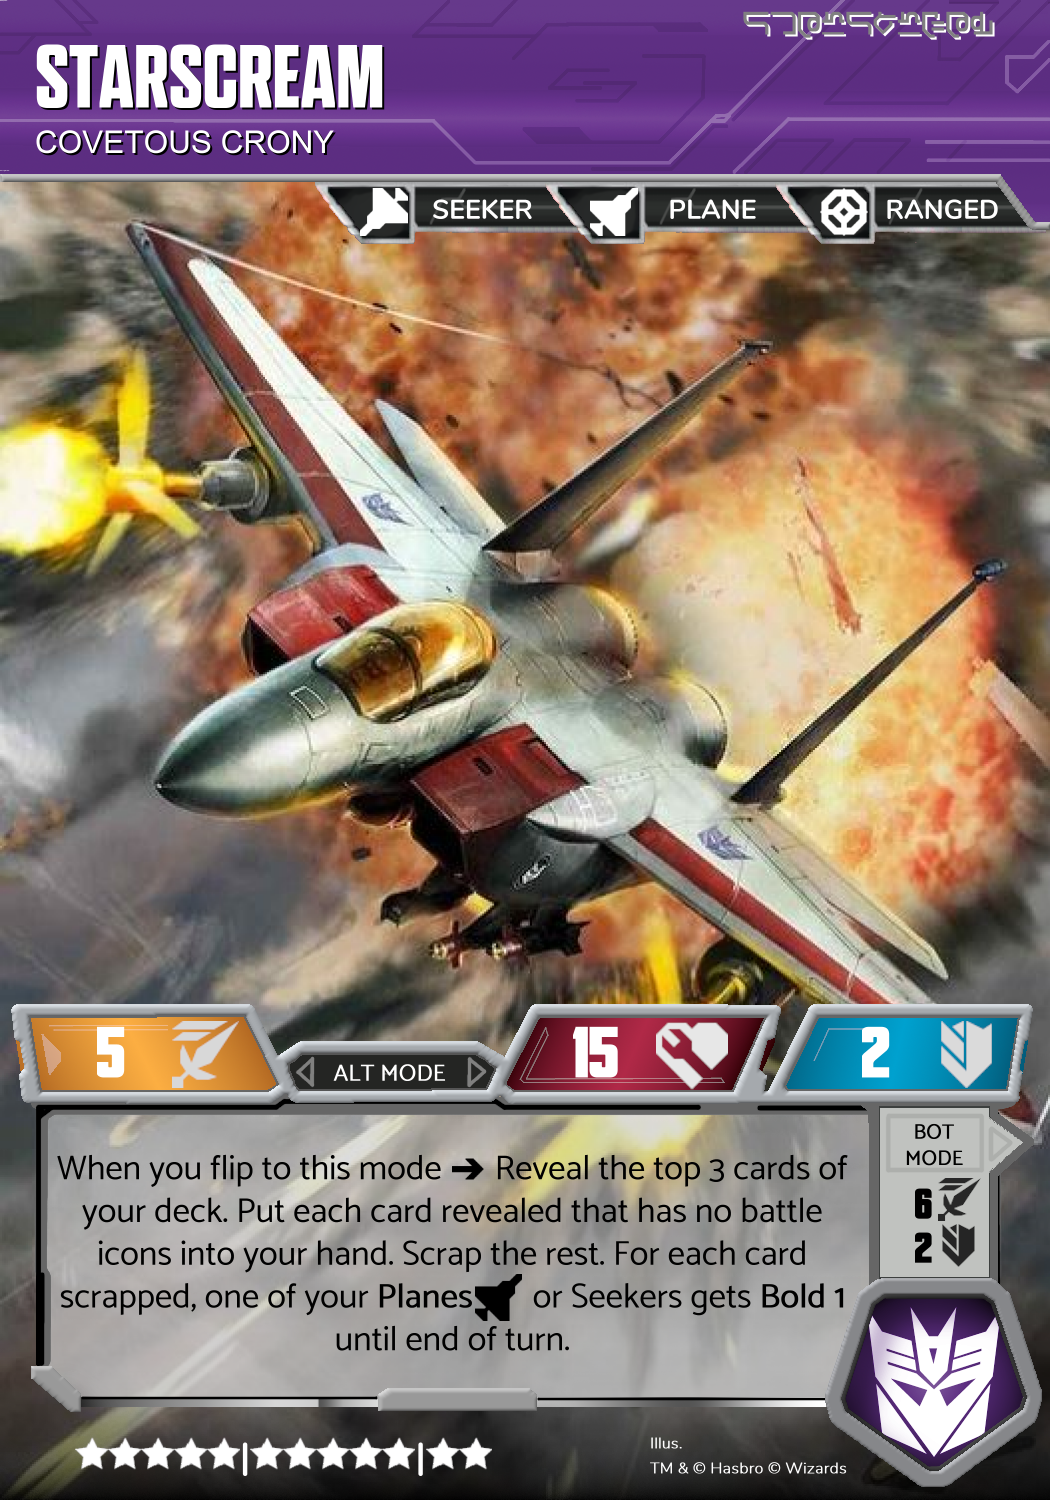 STARSCREAM
COVETOUS CRONY
SEEKER PLANE RANGED
5 15 2
ALT MODE
When you flip to this mode → Reveal the top 3 cards of
your deck. Put each card revealed that has no battle
icons into your hand. Scrap the rest. For each card
scrapped, one of your Planes or Seekers gets Bold 1
until end of turn.
BOT
MODE
6
2
Illus.
TM & © Hasbro © Wizards